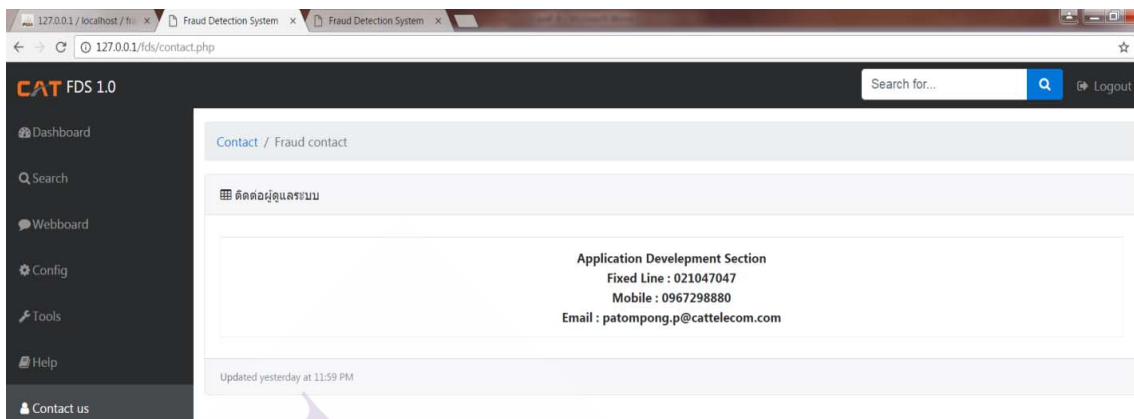 127.0.0.1 / localhost / fr
Fraud Detection System
Fraud Detection System
127.0.0.1/fds/contact.php
CAT FDS 1.0
Search for...
Logout
Dashboard
Contact / Fraud contact
Search
ติดต่อผู้ดูแลระบบ
Webboard
Application Develepment Section
Config
Fixed Line : 021047047
Mobile : 0967298880
Tools
Email : patompong.p@cattelecom.com
Help
Updated yesterday at 11:59 PM
Contact us